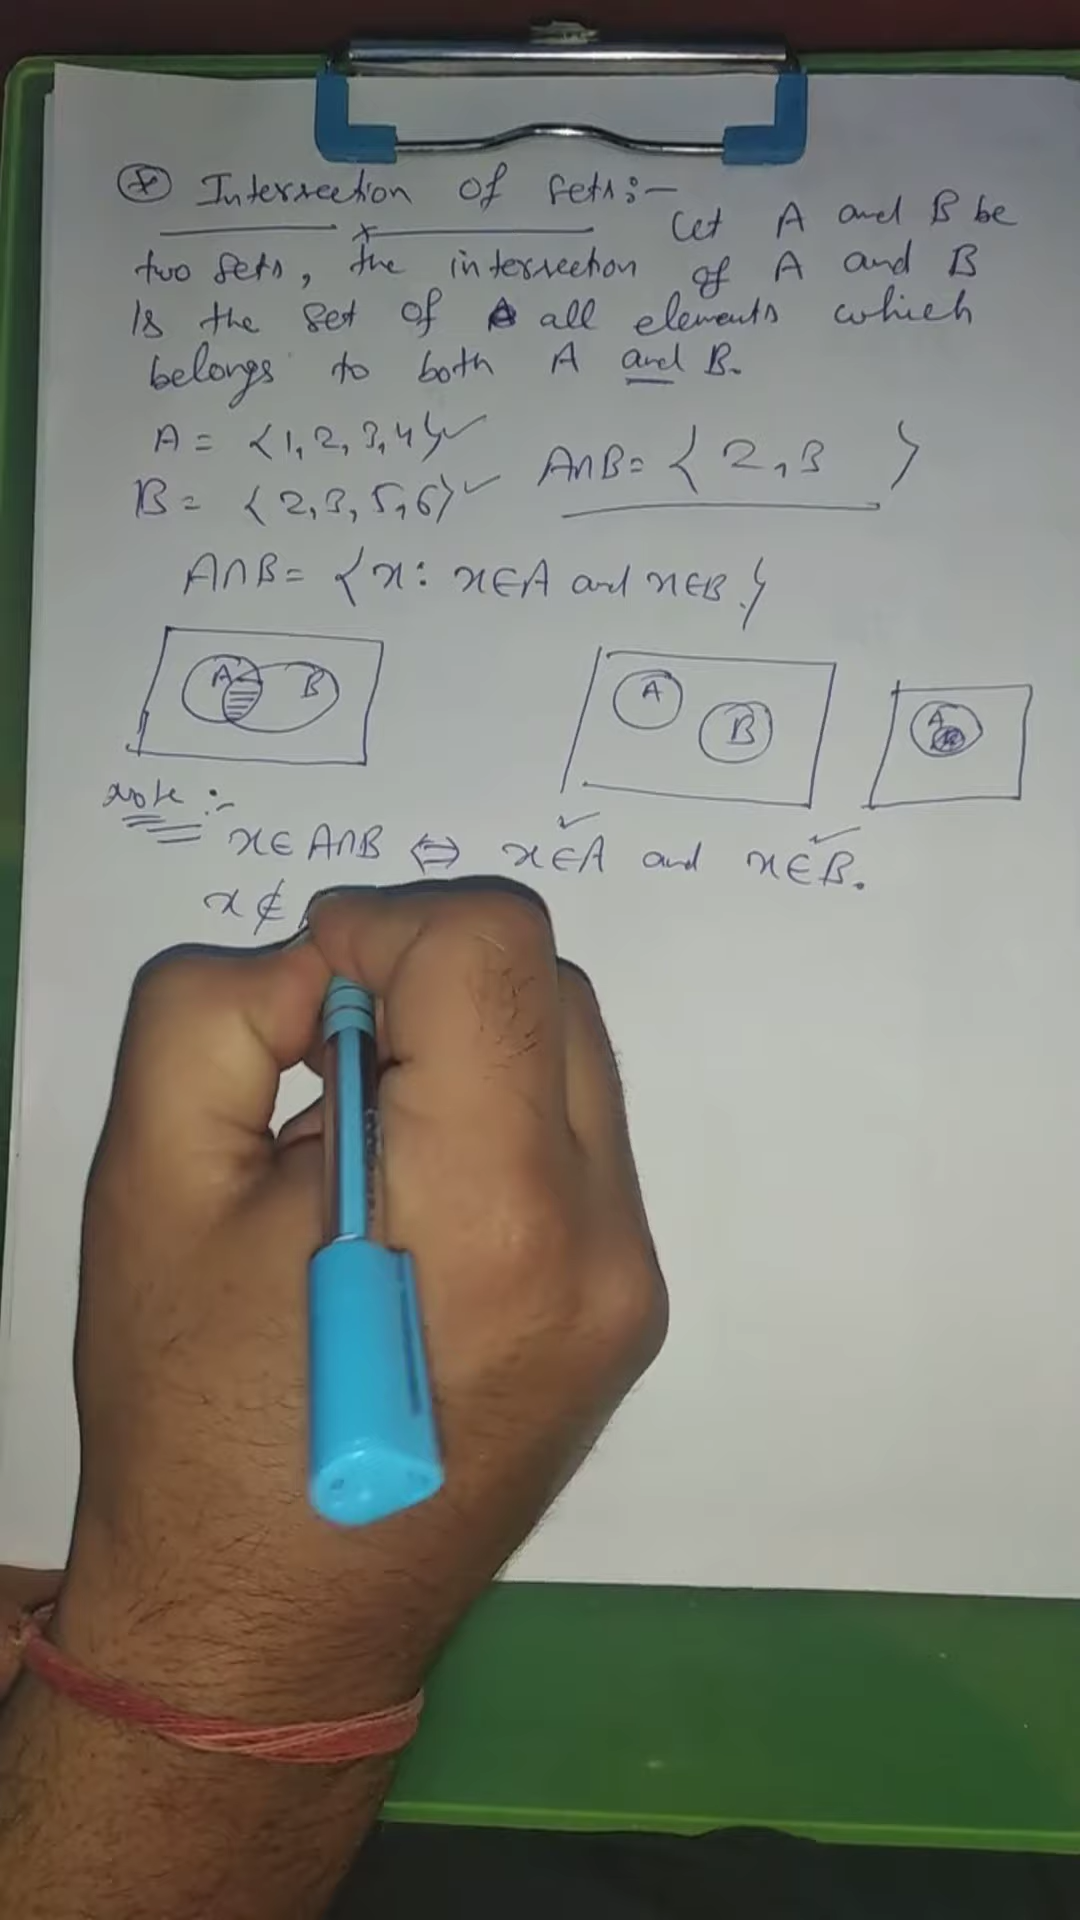 ⊛ Intersection of sets:- Let A and B be
two sets, the intersection of A and B
is the set of all elements which
belongs to both A and B.
A = {1, 2, 3, 4} ✓
B = {2, 3, 5, 6} ✓
A∩B = {2, 3 }
A∩B = {x: x∈A and x∈B.}
A B
A
B
A
B
Note :-
x∈A∩B ⇔ x∈A and x∈B.
x∉